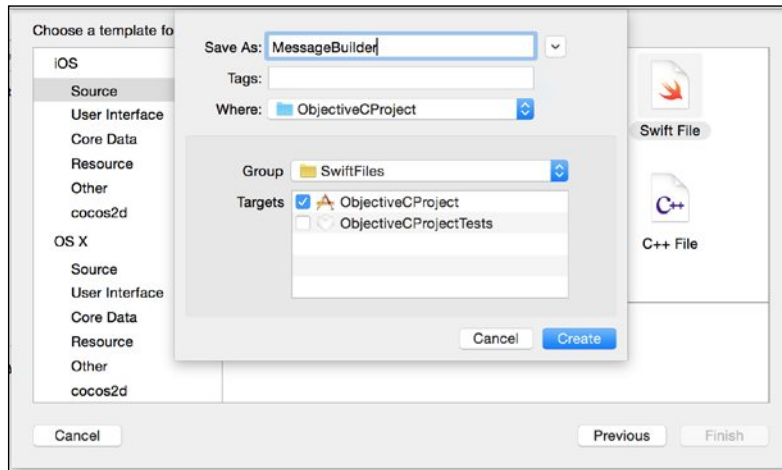 Choose a template fo
iOS
Source
User Interface
Core Data
Resource
Other
cocos2d
OS X
Source
User Interface
Core Data
Resource
Other
cocos2d
Save As: MessageBuilder
Tags:
Where: ObjectiveCProject
Group SwiftFiles
Targets ObjectiveCProject
ObjectiveCProjectTests
Cancel Create
Swift File
C++
C++ File
Cancel Previous Finish